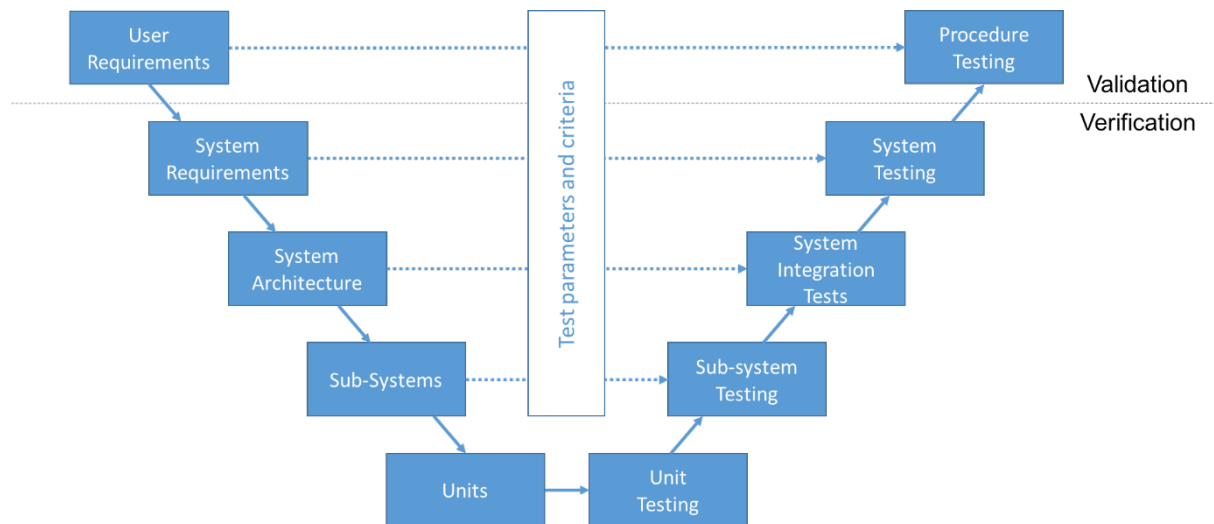 User
Requirements
Procedure
Testing
Validation
Verification
System
Requirements
Test parameters and criteria
System
Testing
System
Architecture
System
Integration
Tests
Sub-Systems
Sub-system
Testing
Units
Unit
Testing